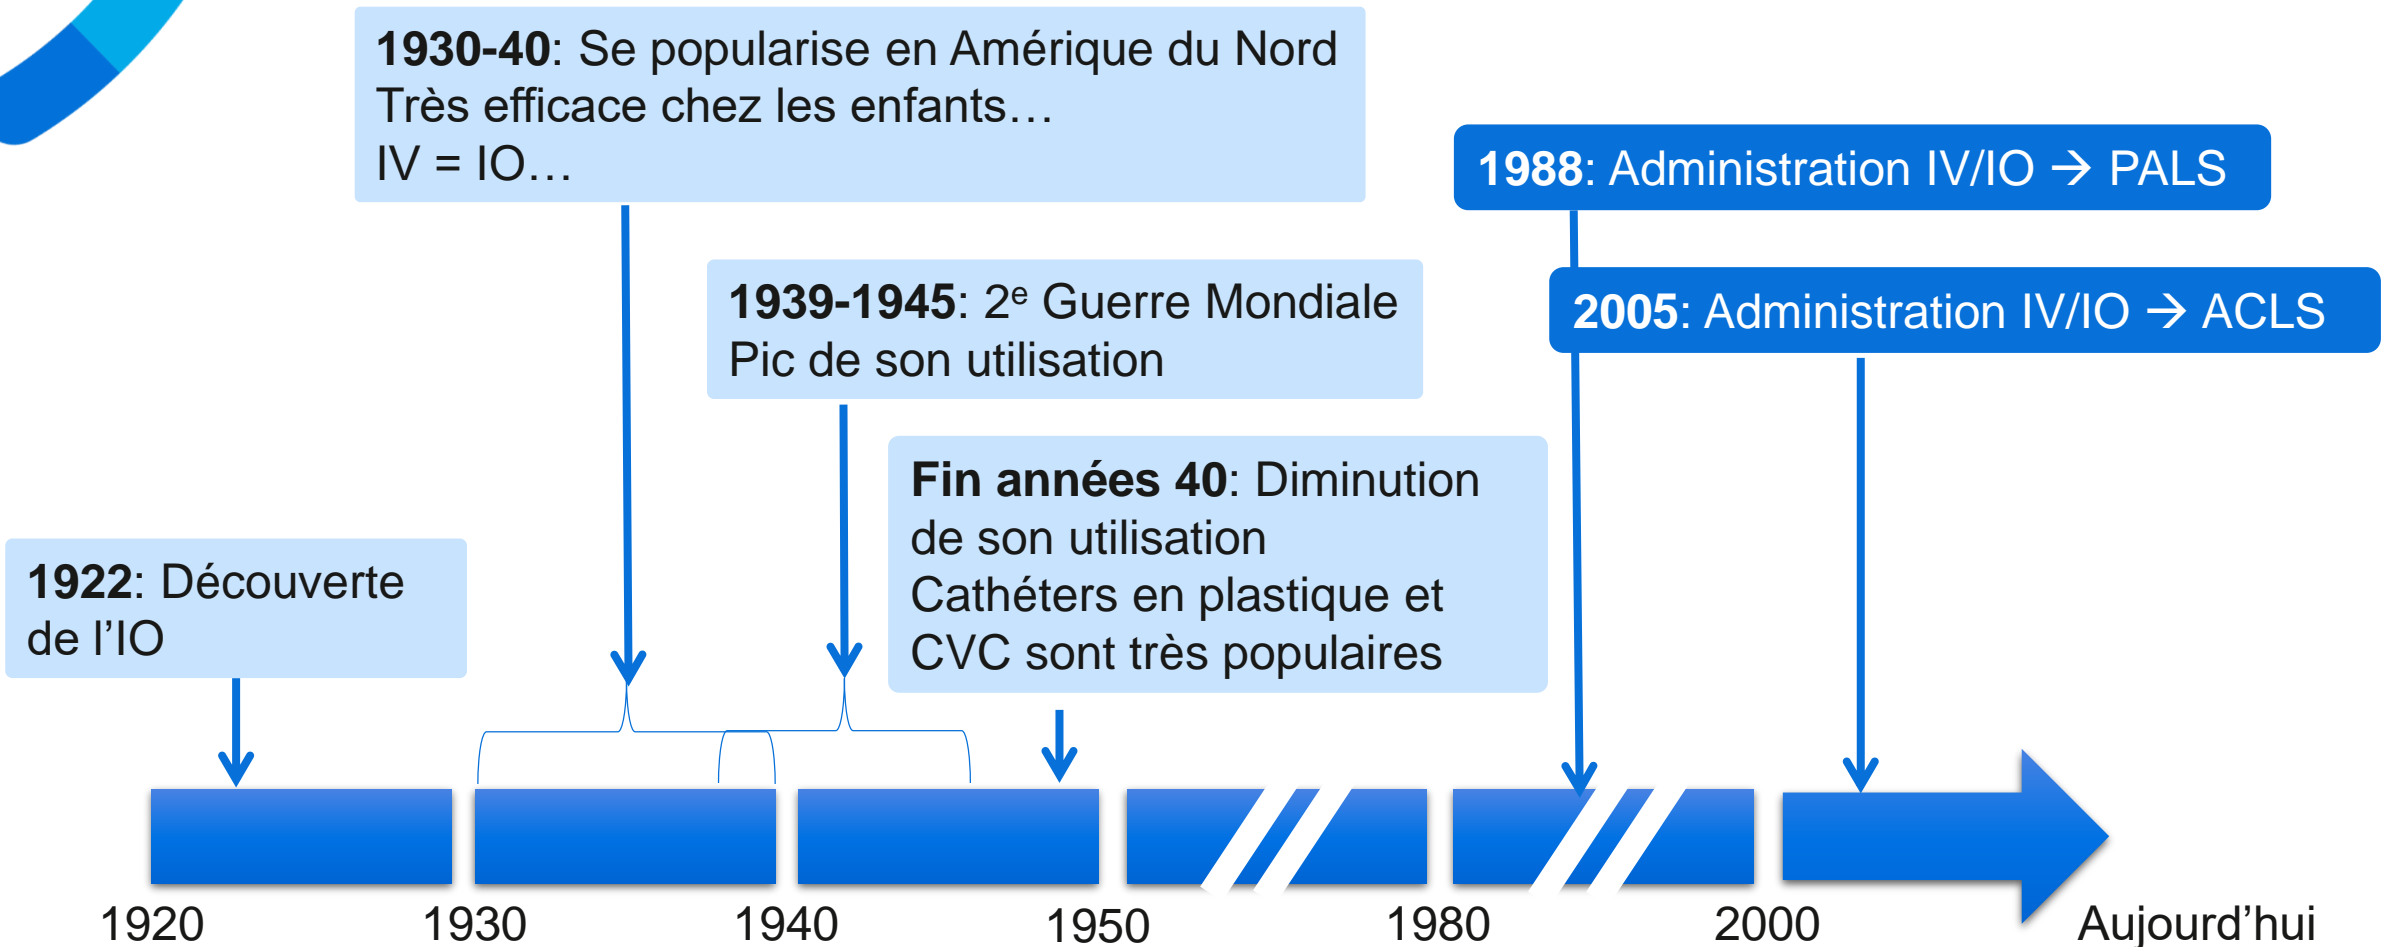 1930-40: Se popularise en Amérique du Nord
Très efficace chez les enfants…
IV = IO…
1988: Administration IV/IO → PALS
1939-1945: 2e Guerre Mondiale
Pic de son utilisation
2005: Administration IV/IO → ACLS
Fin années 40: Diminution
de son utilisation
Cathéters en plastique et
CVC sont très populaires
1922: Découverte
de l’IO
1920
1930
1940
1950
1980
2000
Aujourd’hui